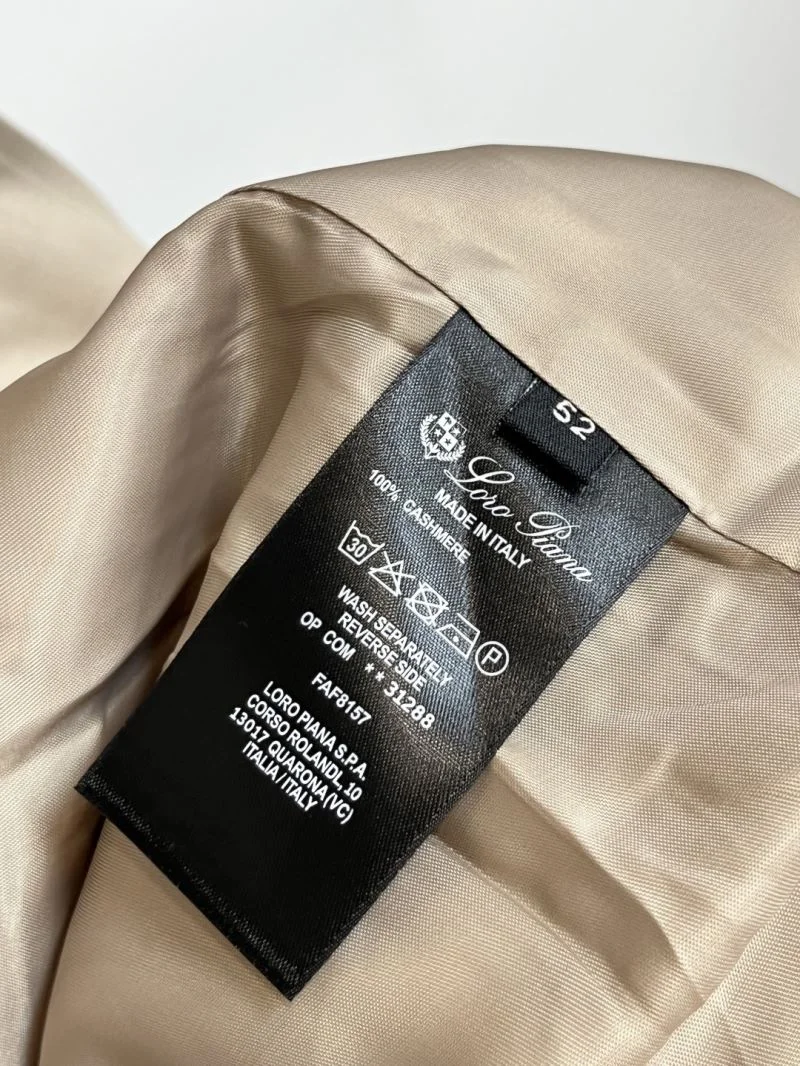 52
Loro Piana
MADE IN ITALY
100% CASHMERE
30
P
WASH SEPARATELY
REVERSE SIDE
OP COM **31288
FAF8157
LORO PIANA S.P.A.
CORSO ROLANDL, 10
13017 QUARONA (VC)
ITALIA / ITALY